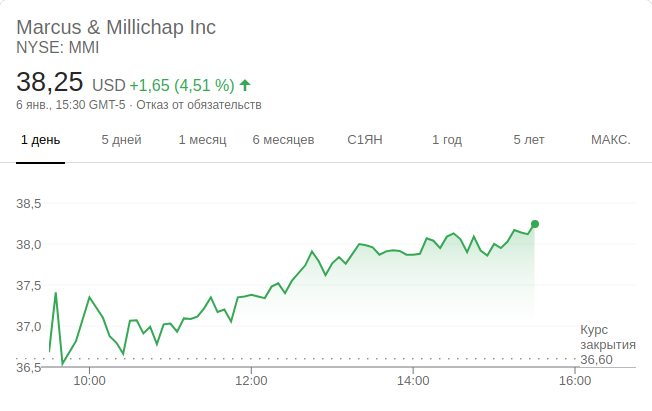 Marcus & Millichap Inc
NYSE: MMI
38,25 USD +1,65 (4,51 %)
6 янв., 15:30 GMT-5 · Отказ от обязательств
1 день 5 дней 1 месяц 6 месяцев С1ЯН 1 год 5 лет МАКС.
38,5
38,0
37,5
37,0
36,5
Курс
закрытия
36,60
10:00 12:00 14:00 16:00